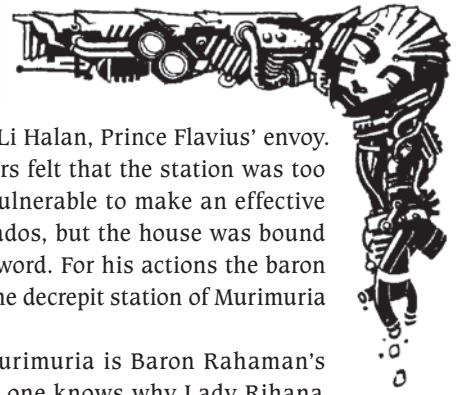 Li Halan, Prince Flavius’ envoy.
rs felt that the station was too
ulnerable to make an effective
ados, but the house was bound
word. For his actions the baron
he decrepit station of Murimuria
urimuria is Baron Rahaman’s
one knows why Lady Rihana